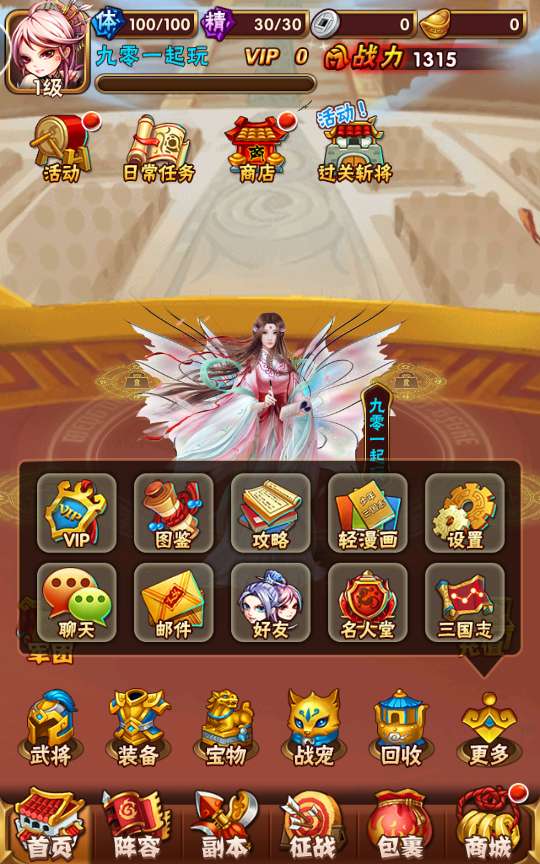 体 100/100 精 30/30 0 0
九零一起玩 VIP 0 战力 1315
1级
活动！
活动 日常任务 商店 过关斩将
九零一起
VIP 图鉴 攻略 轻漫画 设置
聊天 邮件 好友 名人堂 三国志
军团
武将 装备 宝物 战宠 回收 更多
首页 阵容 副本 征战 包裹 商城